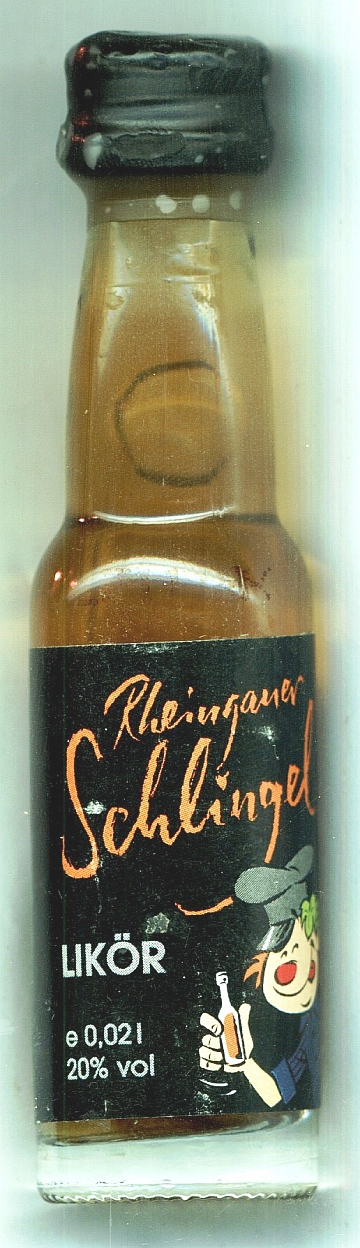 Rheingauer
Schlingel
LIKÖR
e 0,02 l
20% vol